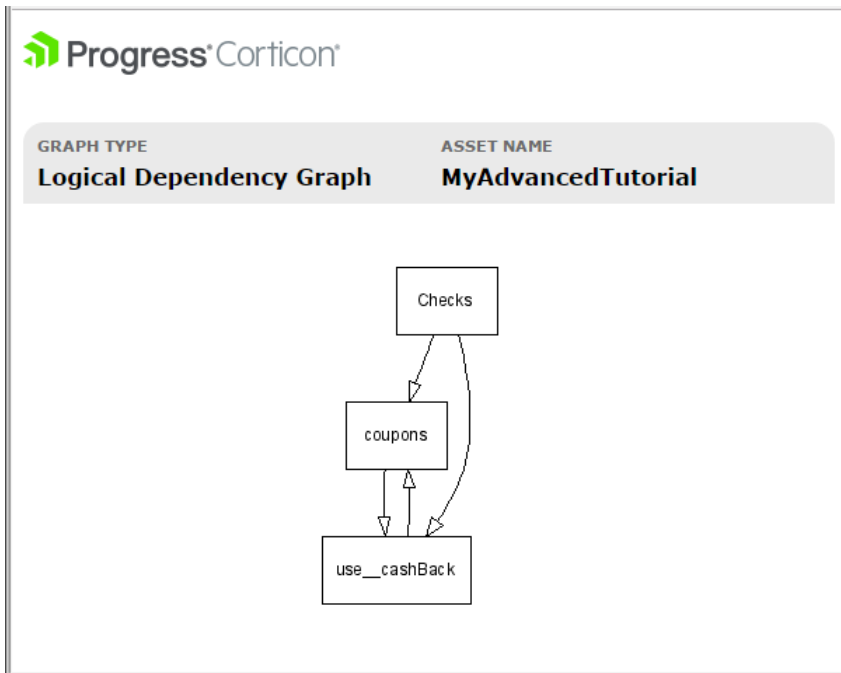 Progress® Corticon®
GRAPH TYPE
ASSET NAME
Logical Dependency Graph
MyAdvancedTutorial
Checks
coupons
use__cashBack